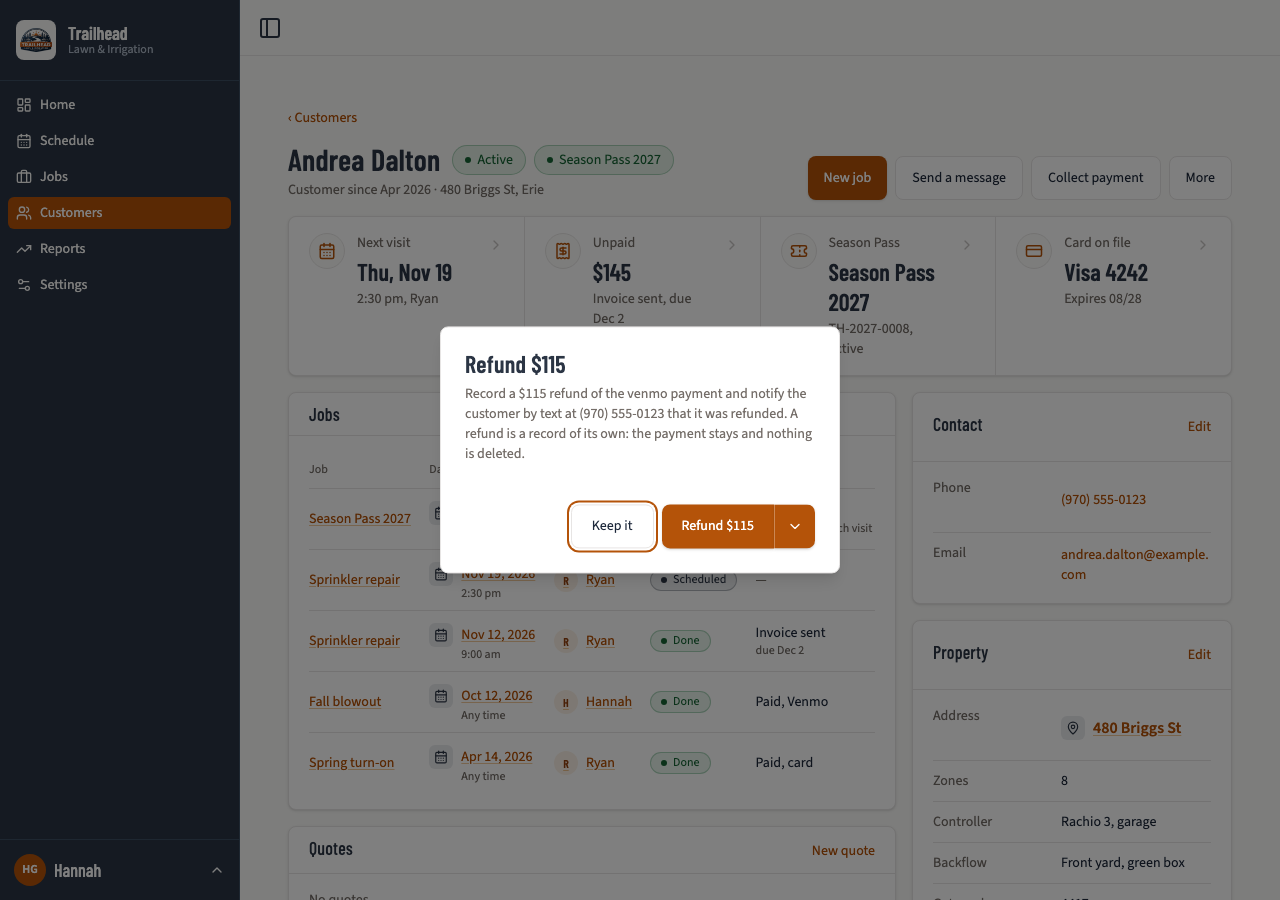 Trailhead
Lawn & Irrigation
Home
Schedule
Jobs
Customers
Reports
Settings
HG Hannah
‹ Customers
Andrea Dalton
Active
Season Pass 2027
Customer since Apr 2026 · 480 Briggs St, Erie
New job
Send a message
Collect payment
More
Next visit
Thu, Nov 19
2:30 pm, Ryan
Unpaid
$145
Invoice sent, due
Dec 2
Season Pass
Season Pass
2027
TH-2027-0008,
Card on file
Visa 4242
Expires 08/28
Refund $115
Record a $115 refund of the venmo payment and notify the
customer by text at (970) 555-0123 that it was refunded. A
refund is a record of its own: the payment stays and nothing
is deleted.
Keep it
Refund $115
Jobs
Job
Season Pass 2027
visit
Sprinkler repair
Nov 19, 2026
2:30 pm
R
Ryan
Scheduled
—
Sprinkler repair
Nov 12, 2026
9:00 am
R
Ryan
Done
Invoice sent
due Dec 2
Fall blowout
Oct 12, 2026
Any time
H
Hannah
Done
Paid, Venmo
Spring turn-on
Apr 14, 2026
Any time
R
Ryan
Done
Paid, card
Quotes
New quote
No quotes
Contact
Edit
Phone
(970) 555-0123
Email
andrea.dalton@example.
com
Property
Edit
Address
480 Briggs St
Zones
8
Controller
Rachio 3, garage
Backflow
Front yard, green box